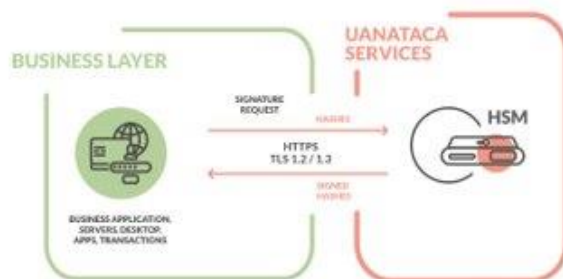 BUSINESS LAYER
UANATACA
SERVICES
SIGNATURE
REQUEST
HASHES
HSM
HTTPS
TLS 1.2 / 1.3
SIGNED
HASHES
BUSINESS APPLICATION,
SERVERS, DESKTOP,
APPS, TRANSACTIONS